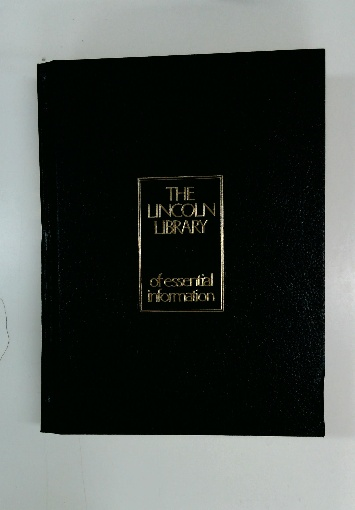 THE
LINCOLN
LIBRARY
of essential
information